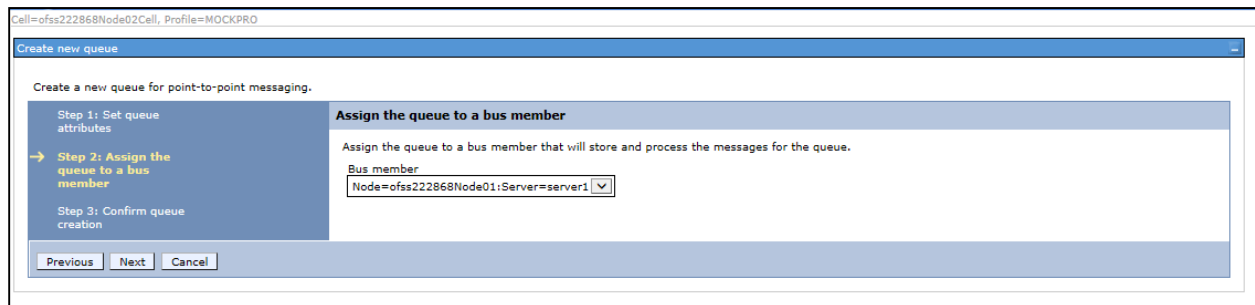 Cell=ofss222868Node02Cell, Profile=MOCKPRO
Create new queue
Create a new queue for point-to-point messaging.
Step 1: Set queue
attributes
Step 2: Assign the
queue to a bus
member
Step 3: Confirm queue
creation
Assign the queue to a bus member
Assign the queue to a bus member that will store and process the messages for the queue.
Bus member
Node=ofss222868Node01:Server=server1
Previous Next Cancel